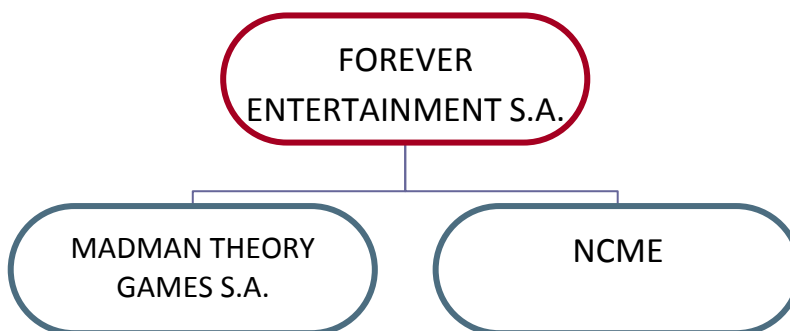 FOREVER
ENTERTAINMENT S.A.
MADMAN THEORY
GAMES S.A.
NCME